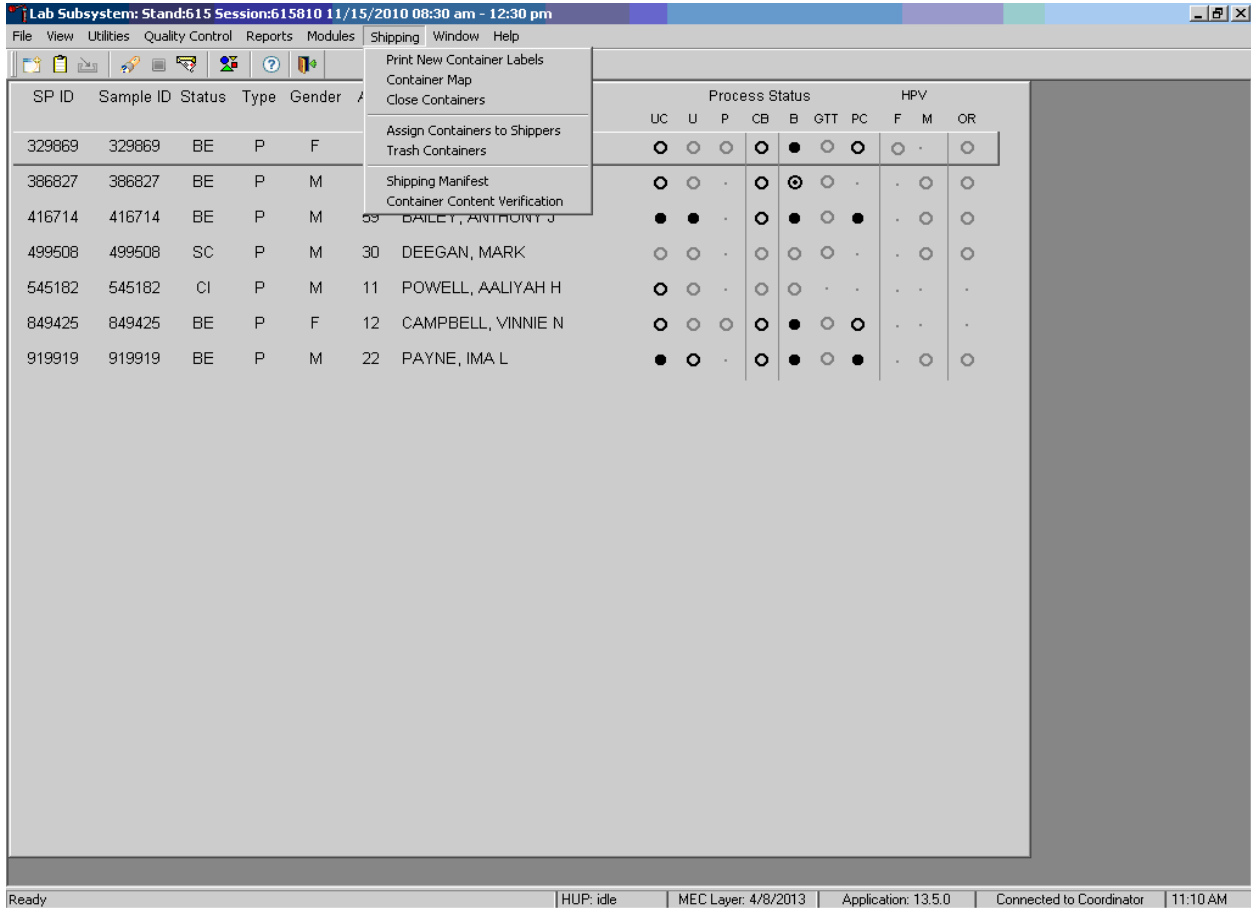 Lab Subsystem: Stand:615 Session:615810 11/15/2010 08:30 am - 12:30 pm
File View Utilities Quality Control Reports Modules Shipping Window Help
Print New Container Labels
Container Map
Close Containers
Assign Containers to Shippers
Trash Containers
Shipping Manifest
Container Content Verification
SP ID Sample ID Status Type Gender Process Status HPV
UC U P CB B GTT PC F M OR
329869 329869 BE P F
386827 386827 BE P M
416714 416714 BE P M 59 BAILEY, ANTHONY J
499508 499508 SC P M 30 DEEGAN, MARK
545182 545182 CI P M 11 POWELL, AALIYAH H
849425 849425 BE P F 12 CAMPBELL, VINNIE N
919919 919919 BE P M 22 PAYNE, IMA L
Ready HUP: idle MEC Layer: 4/8/2013 Application: 13.5.0 Connected to Coordinator 11:10 AM